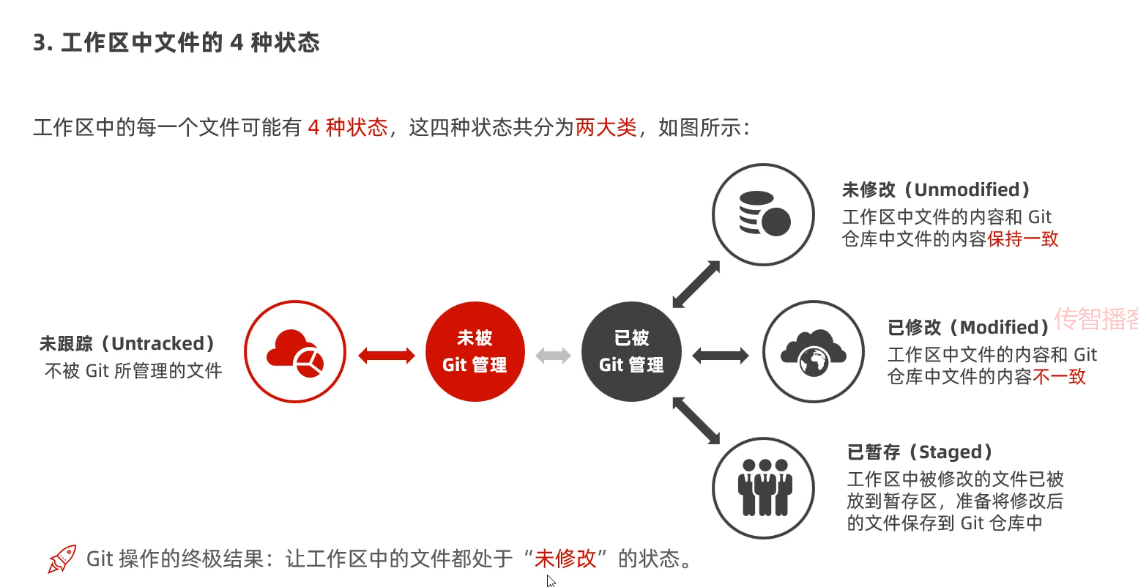 3. 工作区中文件的 4 种状态
工作区中的每一个文件可能有 4 种状态，这四种状态共分为两大类，如图所示：
未修改（Unmodified）
工作区中文件的内容和 Git
仓库中文件的内容保持一致
未跟踪（Untracked）
不被 Git 所管理的文件
未被
Git 管理
已被
Git 管理
已修改（Modified）
工作区中文件的内容和 Git
仓库中文件的内容不一致
传智播客
已暂存（Staged）
工作区中被修改的文件已被
放到暂存区，准备将修改后
的文件保存到 Git 仓库中
Git 操作的终极结果：让工作区中的文件都处于“未修改”的状态。